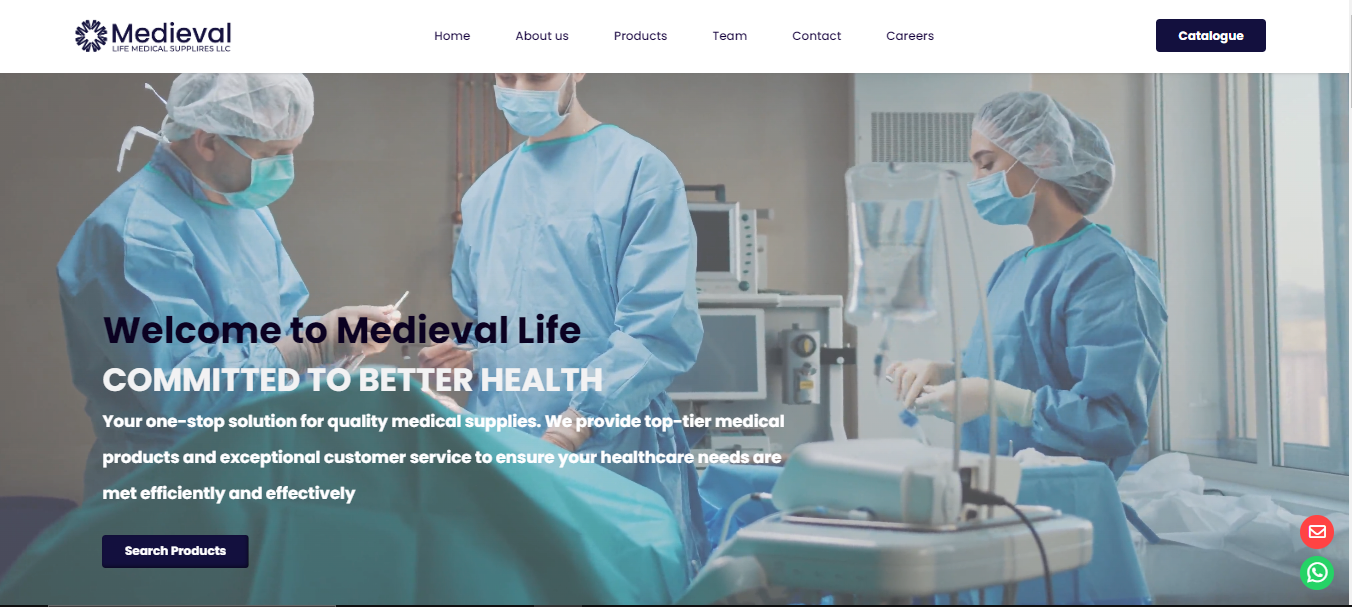 Medieval
LIFE MEDICAL SUPPLIRES LLC
Home
About us
Products
Team
Contact
Careers
Catalogue
Welcome to Medieval Life
COMMITTED TO BETTER HEALTH
Your one-stop solution for quality medical supplies. We provide top-tier medical
products and exceptional customer service to ensure your healthcare needs are
met efficiently and effectively
Search Products